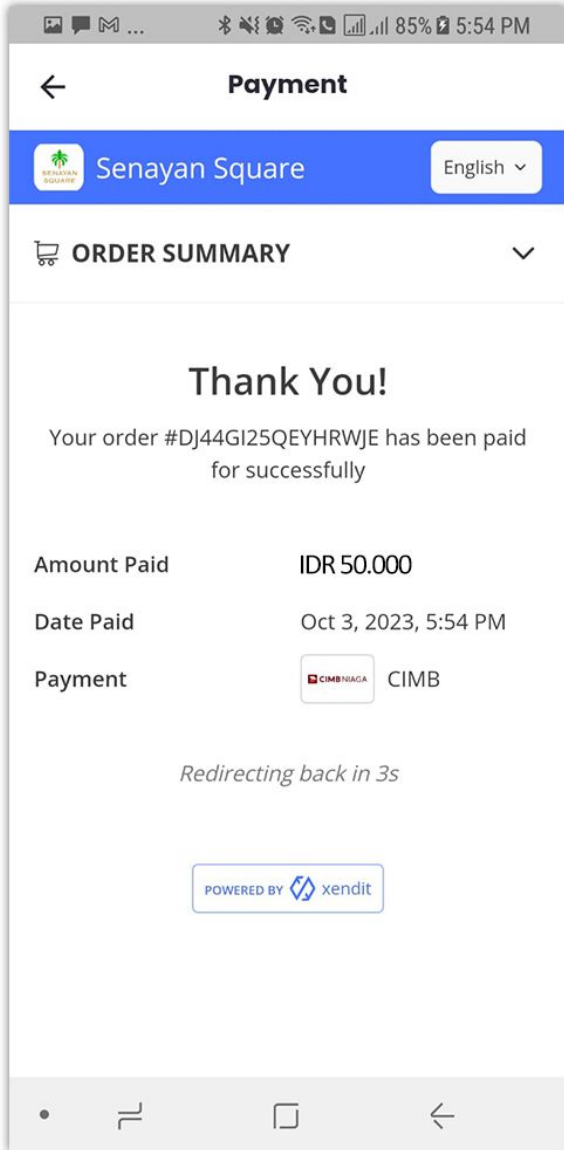 ... 85% 5:54 PM
Payment
SENAYAN
SQUARE
Senayan Square
English
ORDER SUMMARY
Thank You!
Your order #DJ44GI25QEYHRWJE has been paid
for successfully
Amount Paid IDR 50.000
Date Paid Oct 3, 2023, 5:54 PM
Payment CIMB NIAGA CIMB
Redirecting back in 3s
POWERED BY xendit